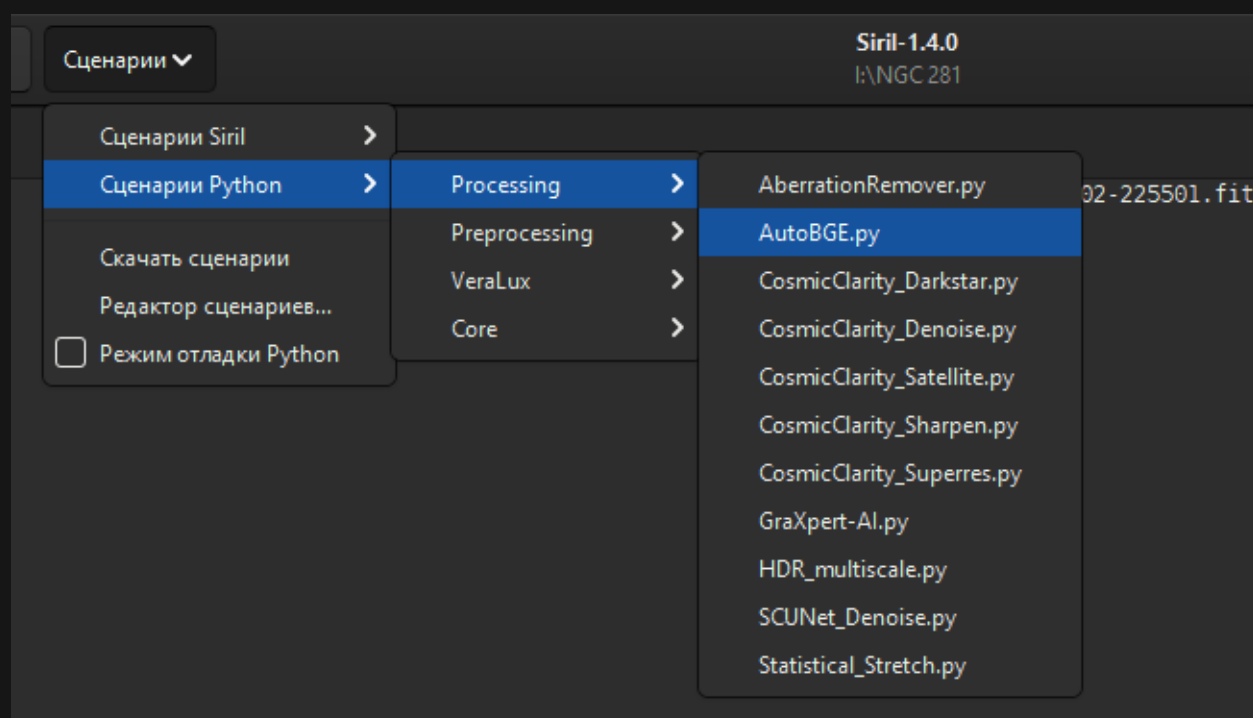 Сценарии
Siril-1.4.0
I:\NGC 281
Сценарии Siril
Сценарии Python
Скачать сценарии
Редактор сценариев...
Режим отладки Python
Processing
Preprocessing
VeraLux
Core
AberrationRemover.py
AutoBGE.py
CosmicClarity_Darkstar.py
CosmicClarity_Denoise.py
CosmicClarity_Satellite.py
CosmicClarity_Sharpen.py
CosmicClarity_Superres.py
GraXpert-AI.py
HDR_multiscale.py
SCUNet_Denoise.py
Statistical_Stretch.py
02-225501.fit